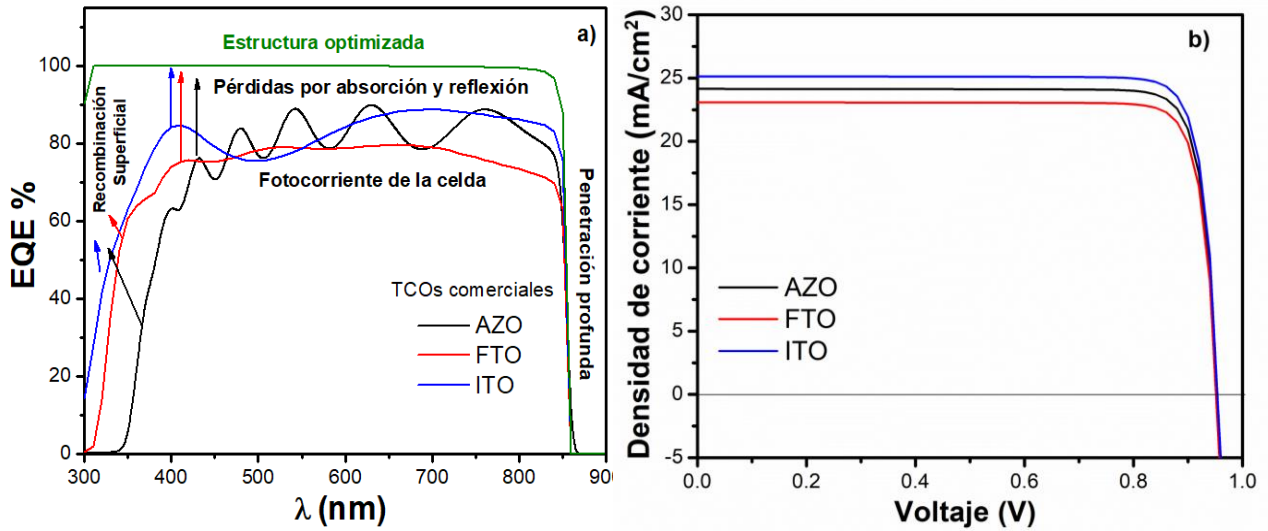 a)
Estructura optimizada
100
Pérdidas por absorción y reflexión
Recombinación
Superficial
80
Fotocorriente de la celda
Penetración profunda
60
EQE %
40
TCOs comerciales
AZO
FTO
ITO
20
0
300 400 500 600 700 800 900
λ (nm)
b)
30
25
20
15
10
5
0
-5
Densidad de corriente (mA/cm²)
AZO
FTO
ITO
0.0 0.2 0.4 0.6 0.8 1.0
Voltaje (V)